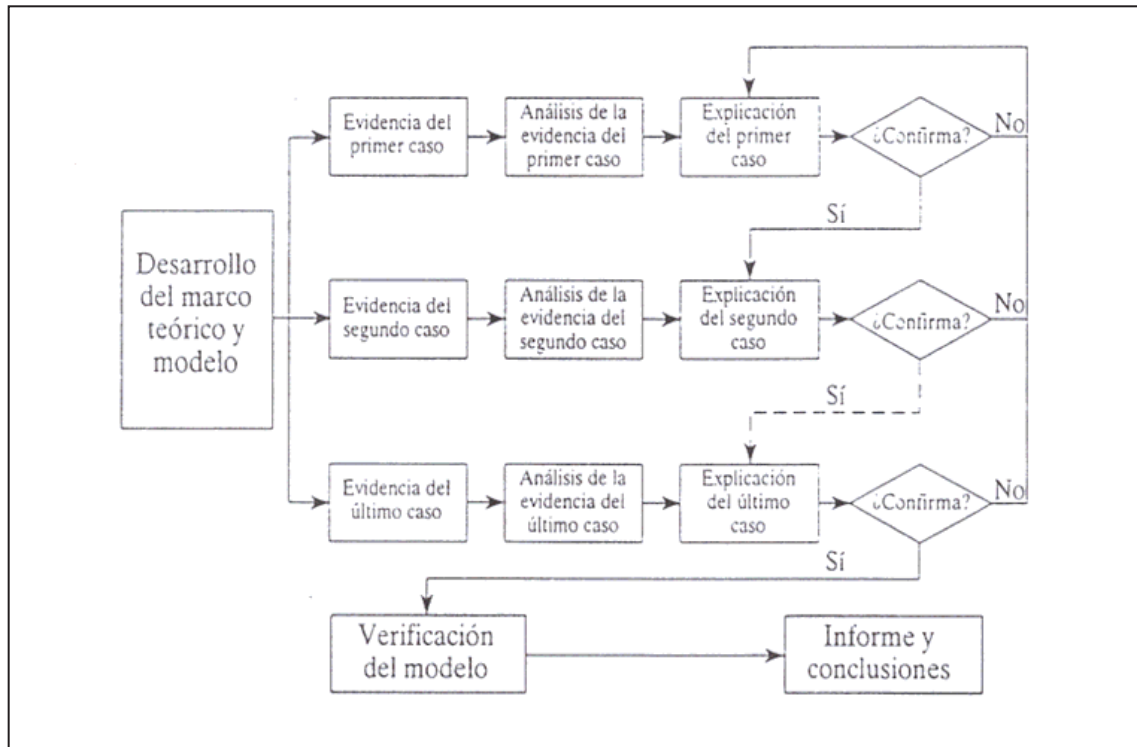 Evidencia del
primer caso
Análisis de la
evidencia del
primer caso
Explicación
del primer
caso
¿Confirma?
No
Sí
Desarrollo
del marco
teórico y
modelo
Evidencia del
segundo caso
Análisis de la
evidencia del
segundo caso
Explicación
del segundo
caso
¿Confirma?
No
Sí
Evidencia del
último caso
Análisis de la
evidencia del
último caso
Explicación
del último
caso
¿Confirma?
No
Sí
Verificación
del modelo
Informe y
conclusiones